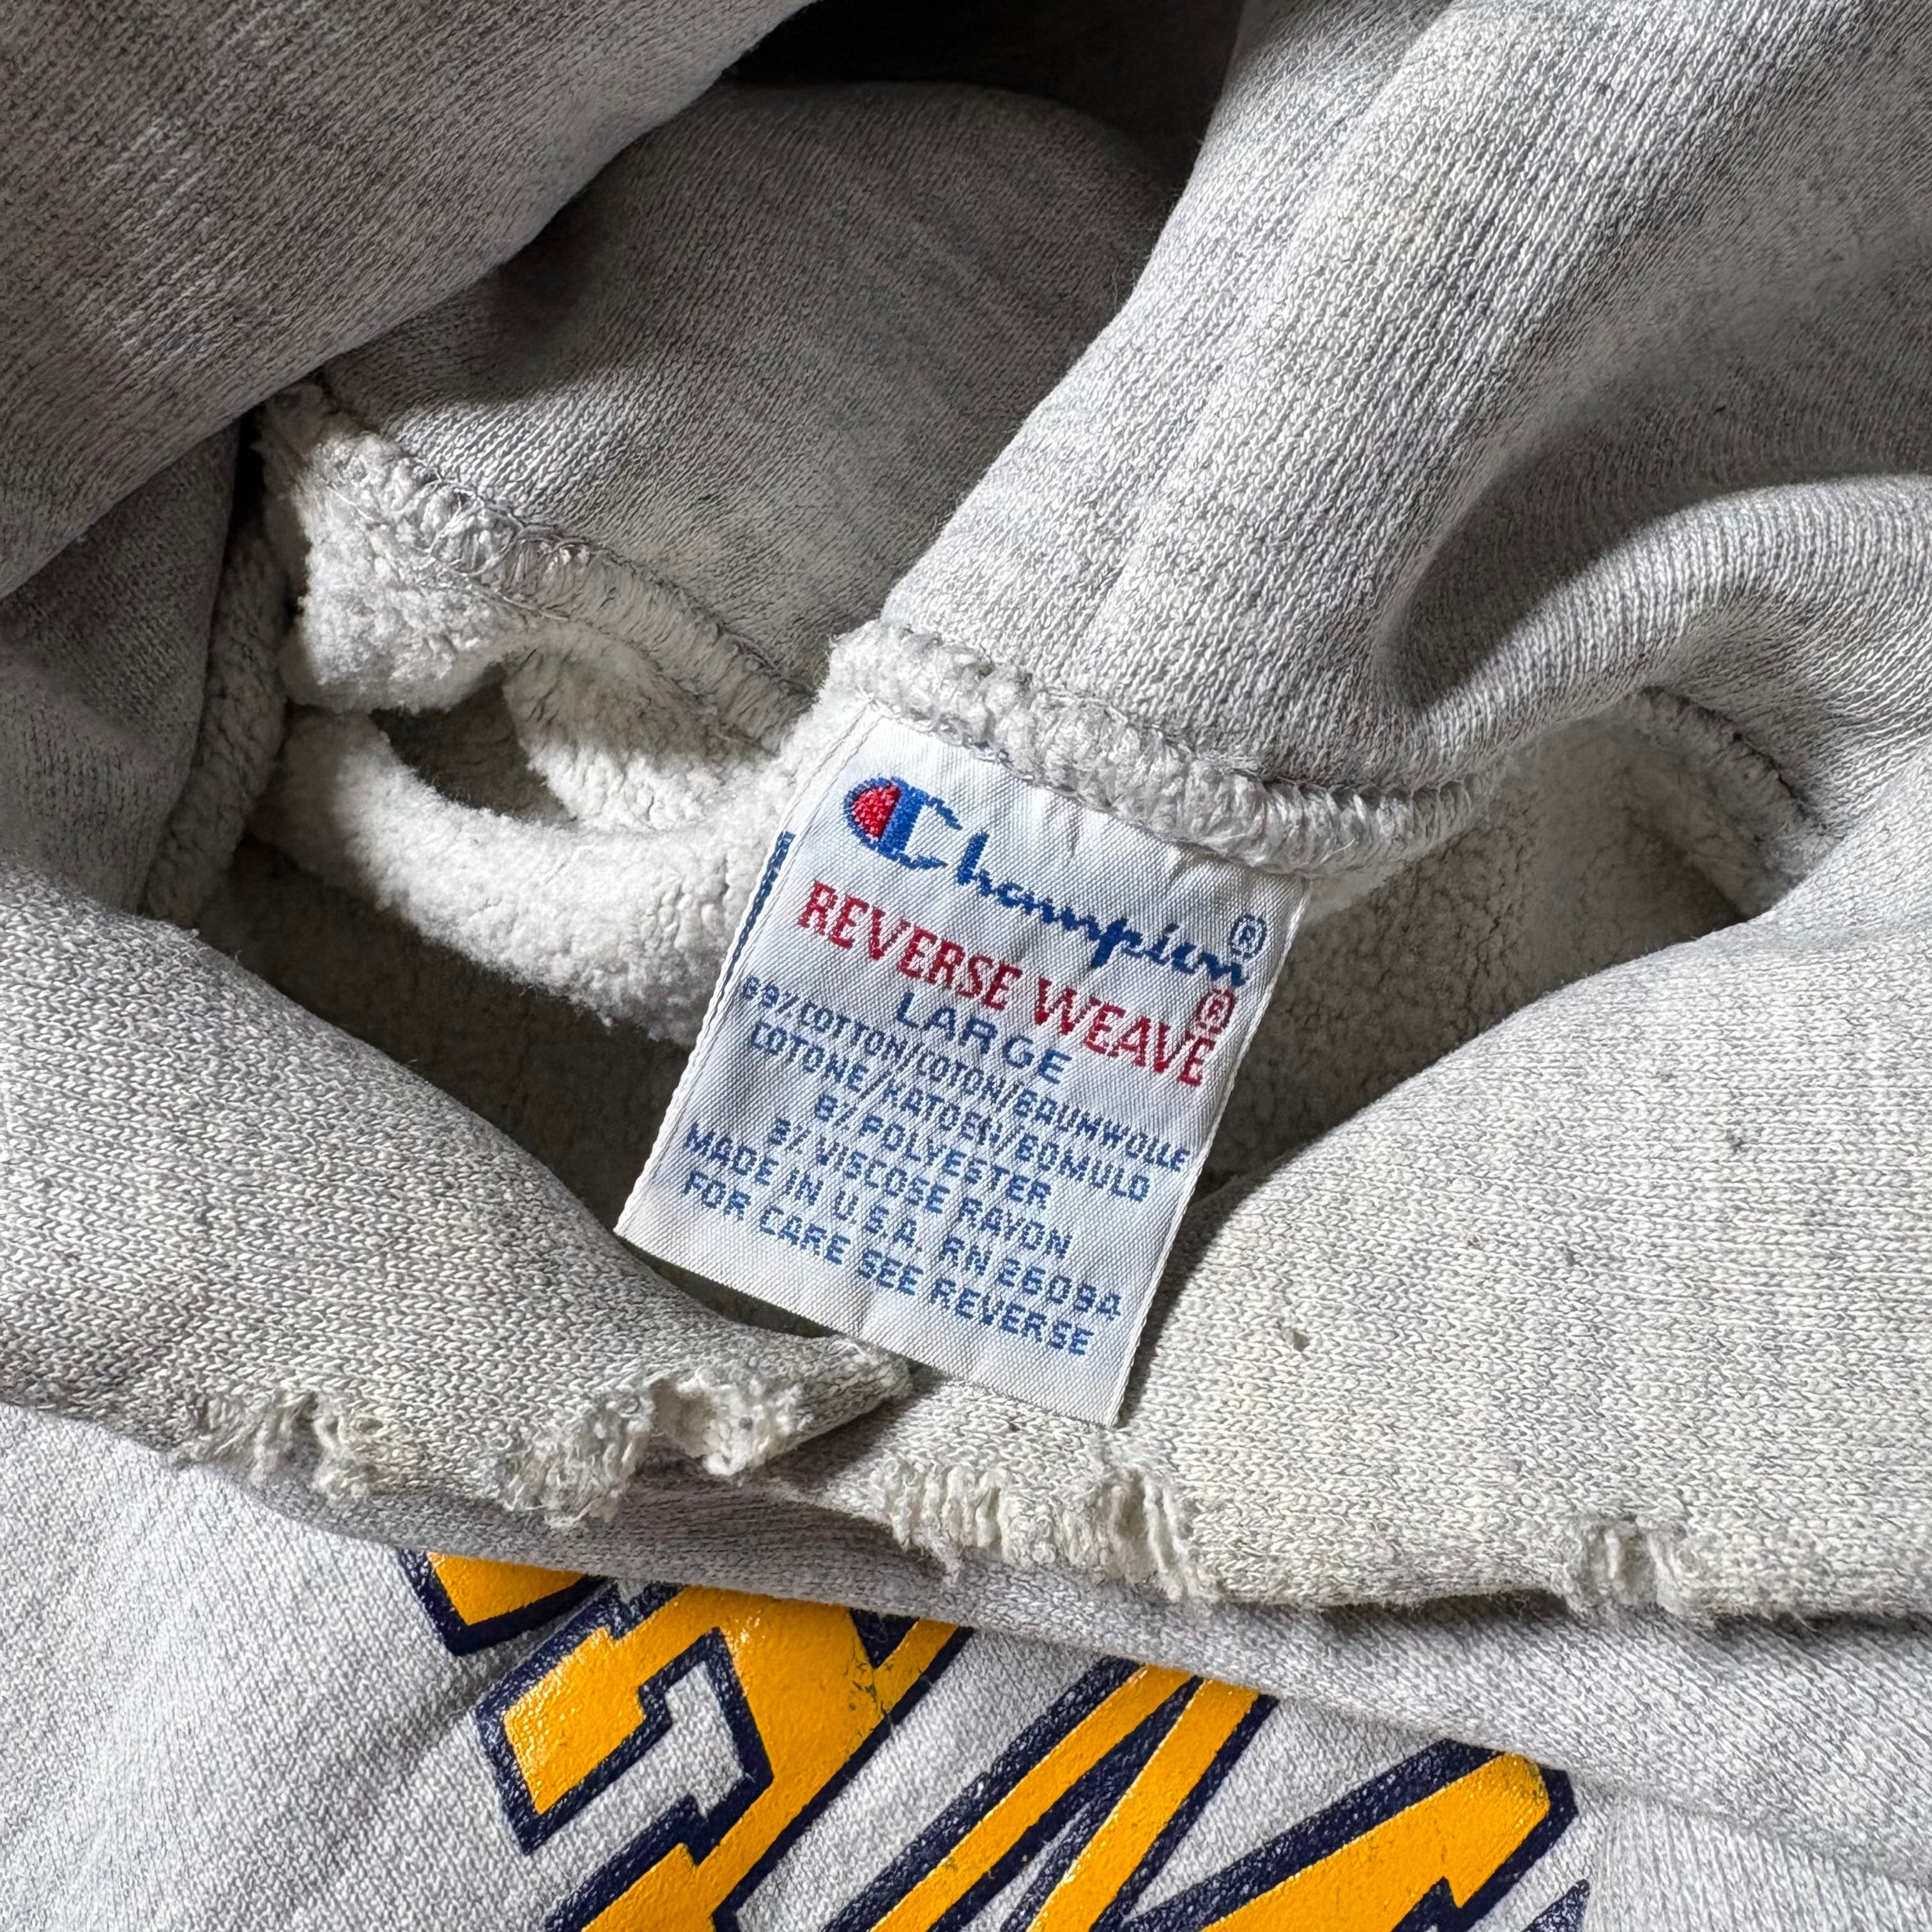 Champion®
REVERSE WEAVE®
LARGE
89%COTTON/COTON/BAUMWOLLE
COTONE/KATOEN/BOMULD
8%POLYESTER
3%VISCOSE RAYON
MADE IN U.S.A. RN 26094
FOR CARE SEE REVERSE